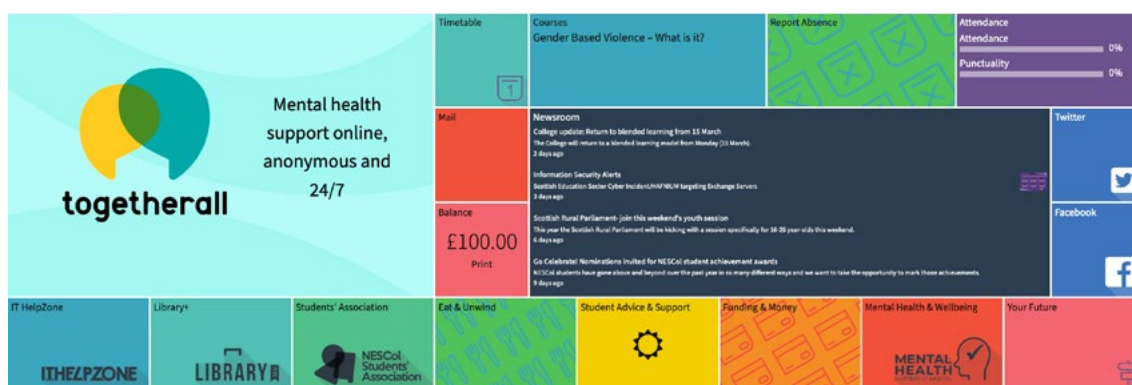 togetherall
Mental health
support online,
anonymous and
24/7
Timetable
1
Courses
Gender Based Violence – What is it?
Report Absence
Attendance
Attendance
0%
Punctuality
0%
Mail
Newsroom
College update: Return to blended learning from 15 March
The College will return to a blended learning model from Monday (15 March).
2 days ago
Information Security Alerts
Scottish Education Sector Cyber Incident/HAFNIUM targeting Exchange Servers
3 days ago
Scottish Rural Parliament- join this weekend's youth session
This year the Scottish Rural Parliament will be kicking with a session specifically for 16-25 year-olds this weekend.
6 days ago
Go Celebrate! Nominations invited for NESCol student achievement awards
NESCol students have gone above and beyond over the past year in so many different ways and we want to take the opportunity to mark those achievements.
9 days ago
Twitter
Balance
£100.00
Print
Facebook
IT HelpZone
ITHELPZONE
Library+
LIBRARY
Students' Association
NESCol
Students'
Association
Eat & Unwind
Student Advice & Support
Funding & Money
Mental Health & Wellbeing
MENTAL
HEALTH
Your Future